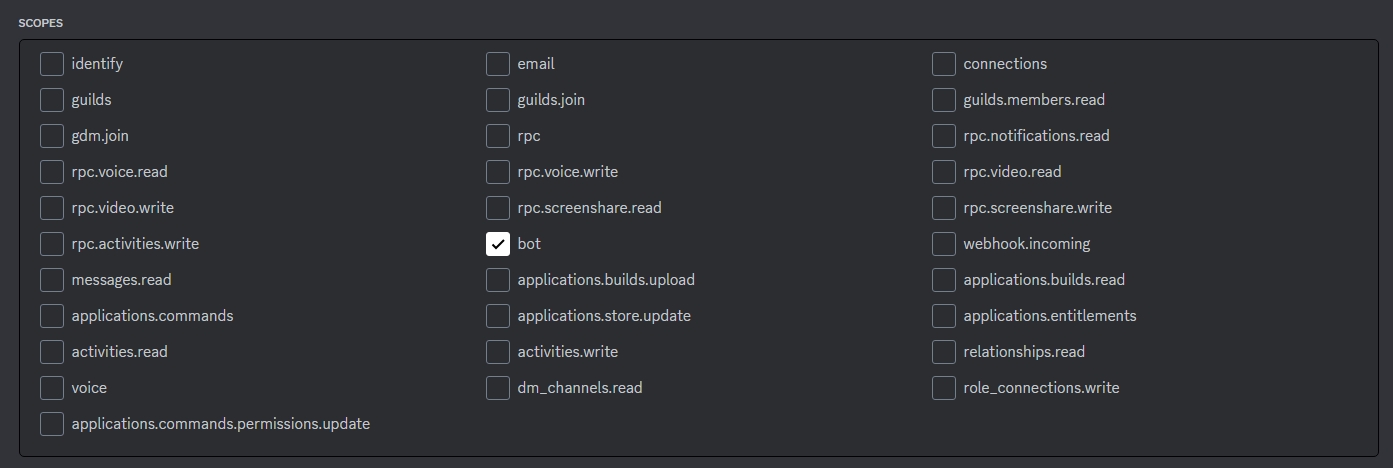 SCOPES
identify email connections
guilds guilds.join guilds.members.read
gdm.join rpc rpc.notifications.read
rpc.voice.read rpc.voice.write rpc.video.read
rpc.video.write rpc.screenshare.read rpc.screenshare.write
rpc.activities.write bot webhook.incoming
messages.read applications.builds.upload applications.builds.read
applications.commands applications.store.update applications.entitlements
activities.read activities.write relationships.read
voice dm_channels.read role_connections.write
applications.commands.permissions.update